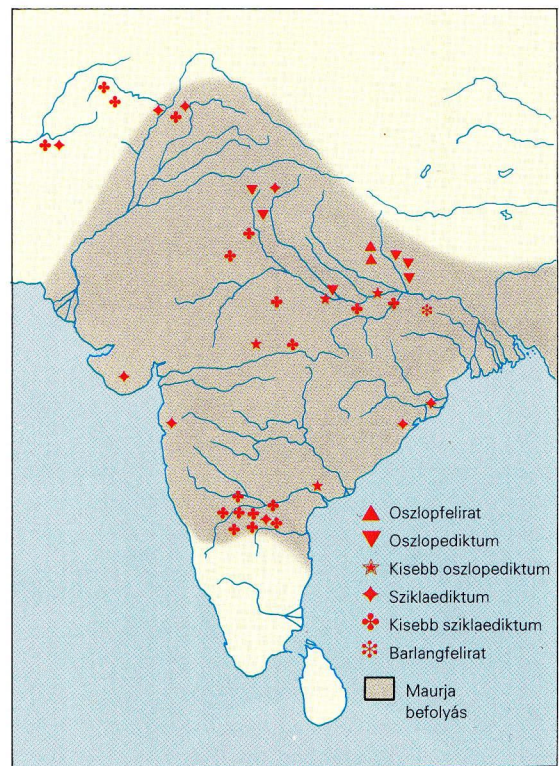 Oszlopfelirat
Oszlopediktum
Kisebb oszlopediktum
Sziklaediktum
Kisebb sziklaediktum
Barlangfelirat
Maurja
befolyás